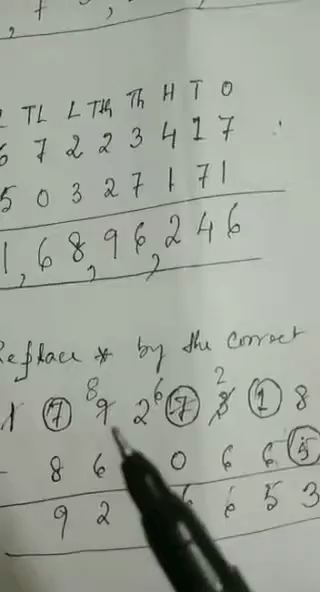 TL L TTh Th H T O
6 7 2 2 3 4 1 7
5 0 3 2 7 1 7 1
1,68,96,246
Replace * by the correct
1 7 8 9 2 6 7 2 3 1 8
- 8 6 0 6 6 5
9 2 6 6 5 3